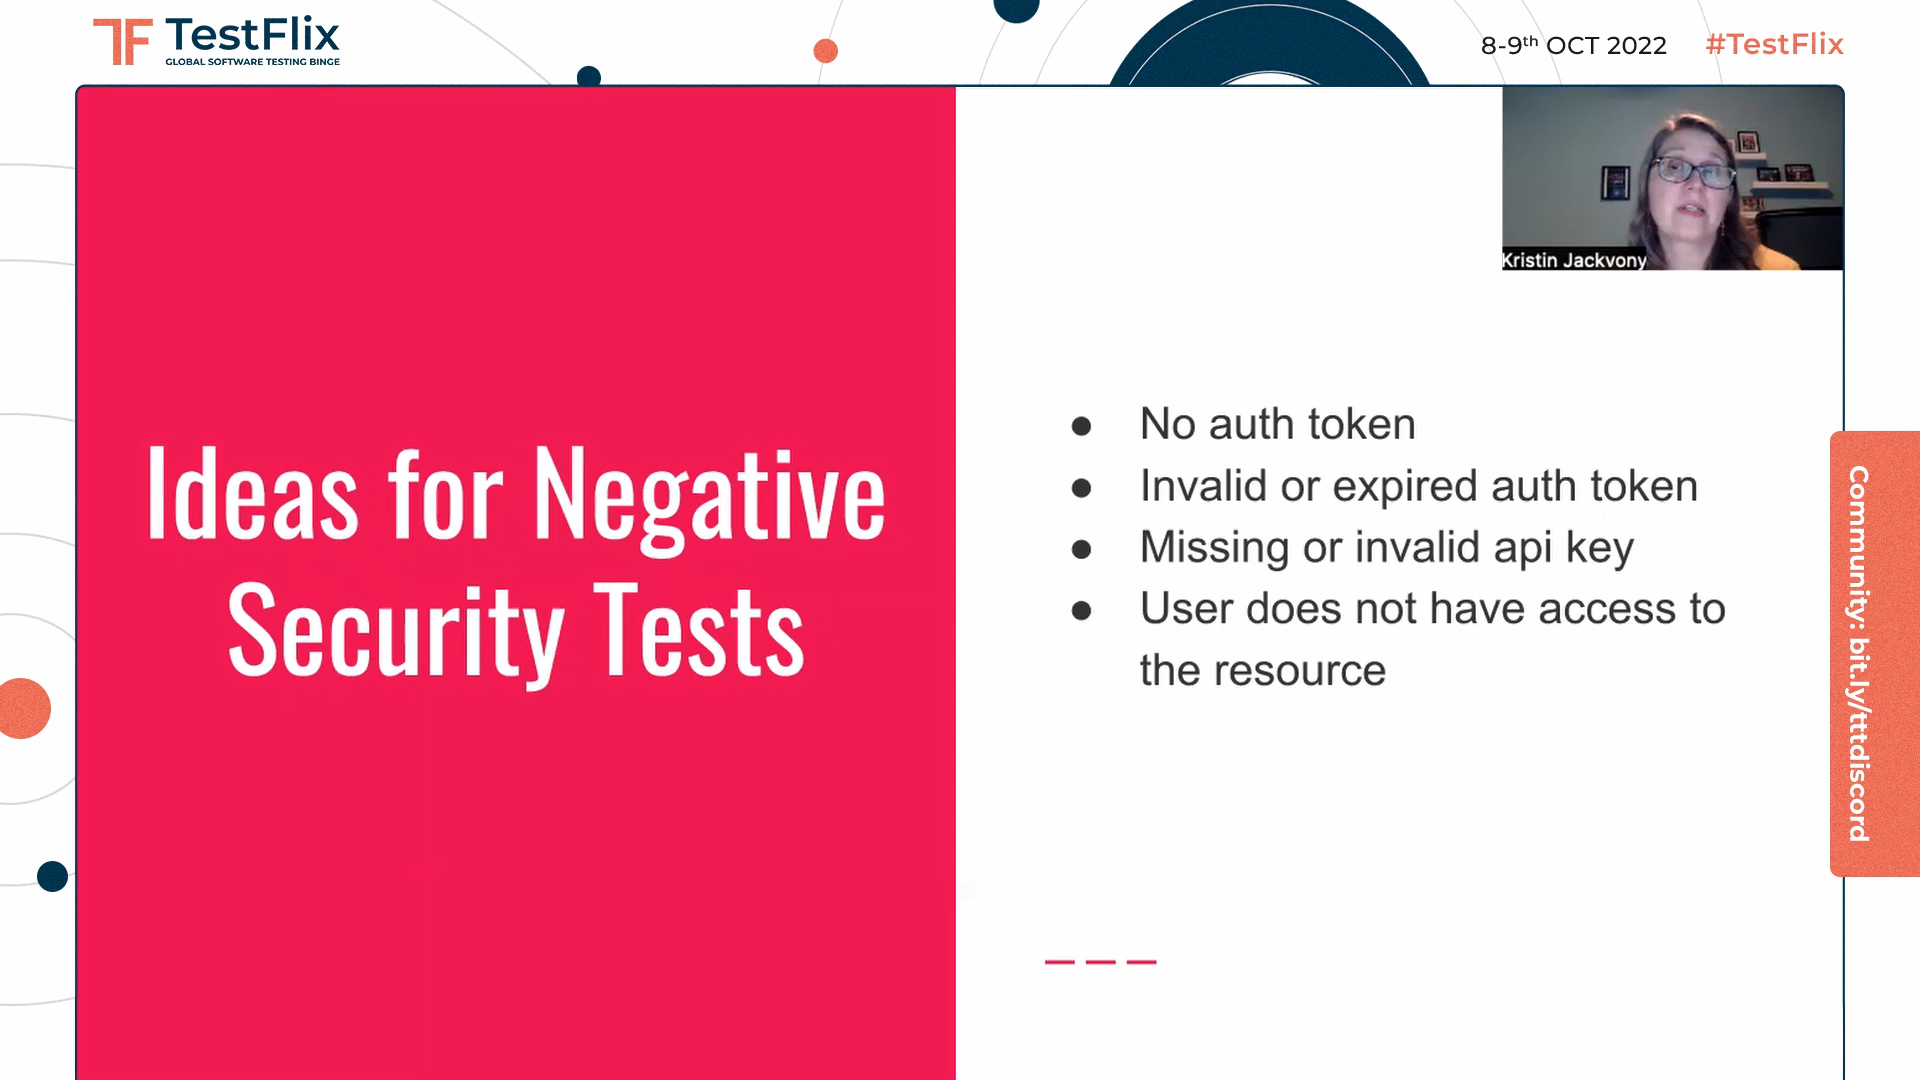 TF TestFlix
GLOBAL SOFTWARE TESTING BINGE
8-9th OCT 2022 #TestFlix
Kristin Jackvony
Ideas for Negative
Security Tests
● No auth token
● Invalid or expired auth token
● Missing or invalid api key
● User does not have access to
the resource
Community: bit.ly/tttdiscord